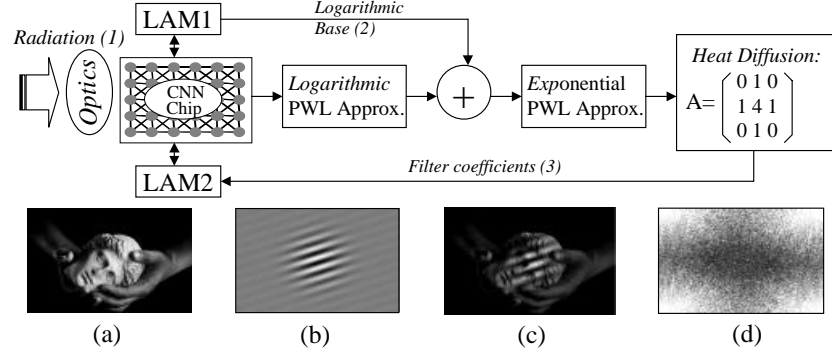 LAM1
Logarithmic
Base (2)
Radiation (1)
Optics
CNN
Chip
Logarithmic
PWL Approx.
+
Exponential
PWL Approx.
Heat Diffusion:
A= 0 1 0
1 4 1
0 1 0
LAM2
Filter coefficients (3)
(a)
(b)
(c)
(d)